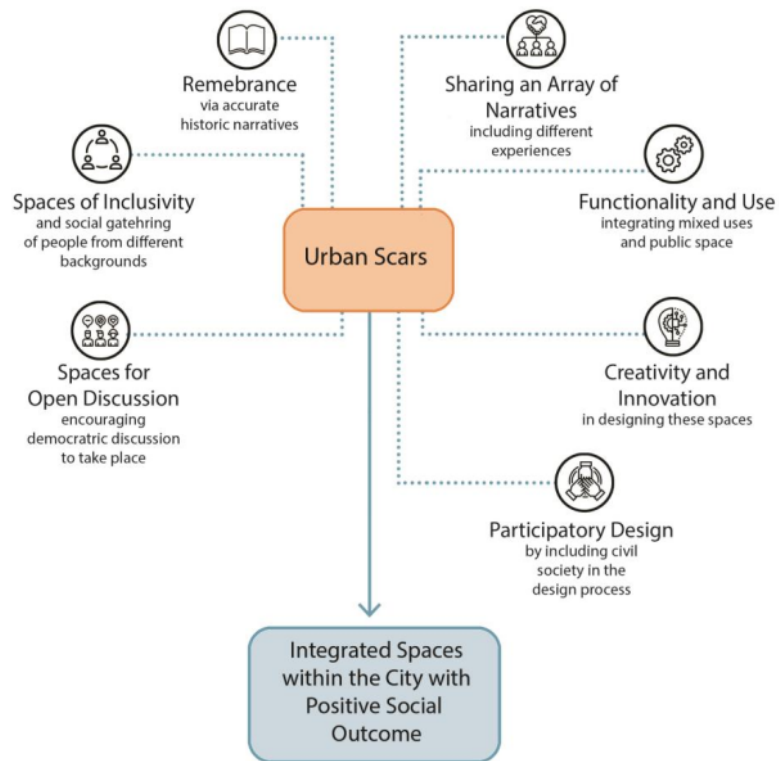 Remebrance
via accurate
historic narratives
Sharing an Array of
Narratives
including different
experiences
Spaces of Inclusivity
and social gatehring
of people from different
backgrounds
Functionality and Use
integrating mixed uses
and public space
Urban Scars
Spaces for
Open Discussion
encouraging
democratric discussion
to take place
Creativity and
Innovation
in designing these spaces
Participatory Design
by including civil
society in the
design process
Integrated Spaces
within the City with
Positive Social
Outcome